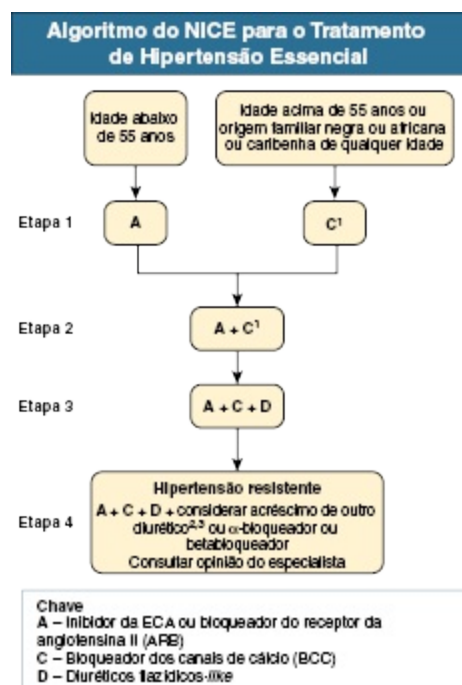 Algoritmo do NICE para o Tratamento
de Hipertensão Essencial
Idade abaixo
de 55 anos
Idade acima de 55 anos ou
origem familiar negra ou africana
ou caribenha de qualquer idade
Etapa 1
A
C¹
Etapa 2
A + C¹
Etapa 3
A + C + D
Etapa 4
Hipertensão resistente
A + C + D + considerar acréscimo de outro
diurético²,³ ou α-bloqueador ou
betabloqueador
Consultar opinião do especialista
Chave
A – Inibidor da ECA ou bloqueador do receptor da
angiotensina II (ARB)
C – Bloqueador dos canais de cálcio (BCC)
D – Diuréticos tiazídicos-like